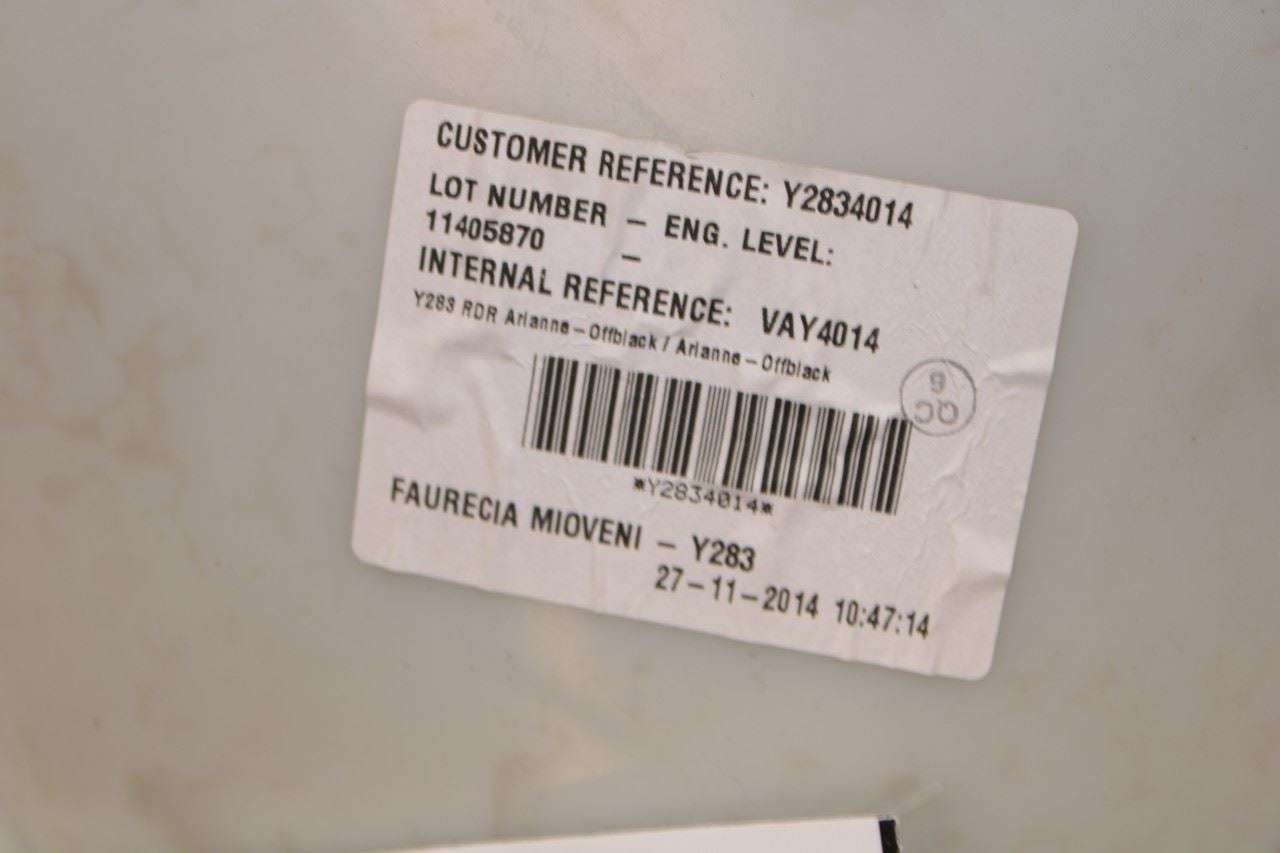 CUSTOMER REFERENCE: Y2834014
LOT NUMBER – ENG. LEVEL:
11405870 –
INTERNAL REFERENCE: VAY4014
Y283 RDR Arianne–Offblack / Arianne–Offblack
*Y2834014*
FAURECIA MIOVENI – Y283
27–11–2014 10:47:14
QC